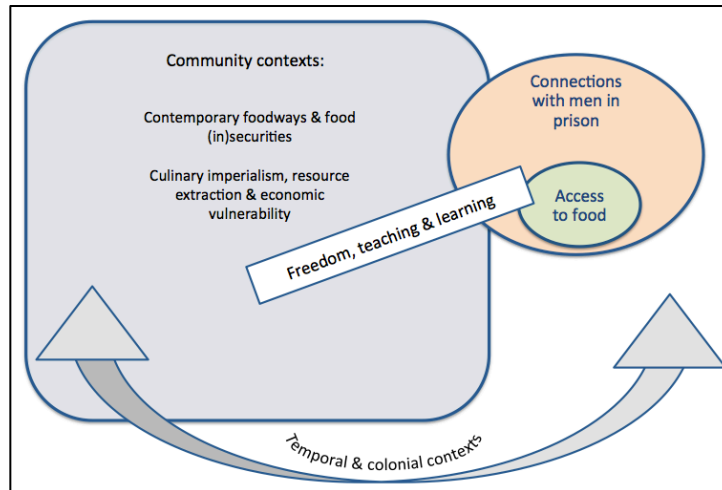 Community contexts:
Contemporary foodways & food
(in)securities
Culinary imperialism, resource
extraction & economic
vulnerability
Connections
with men in
prison
Access
to food
Freedom, teaching & learning
Temporal & colonial contexts